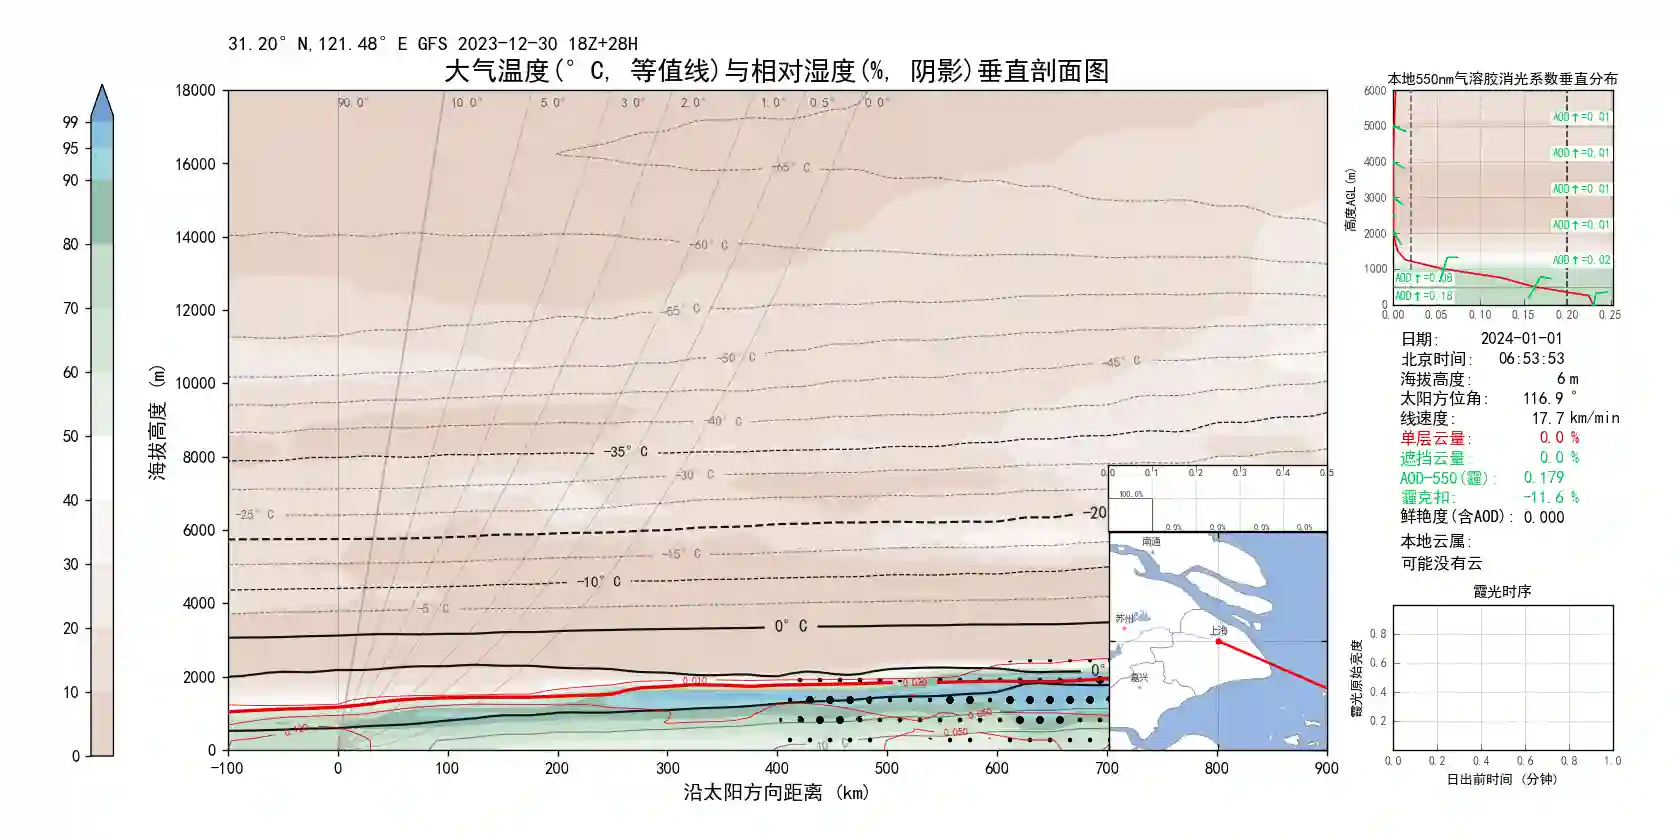 31.20° N,121.48° E GFS 2023-12-30 18Z+28H
大气温度(° C, 等值线)与相对湿度(%, 阴影)垂直剖面图
99
95
90
80
70
60
50
40
30
20
10
0
海拔高度 (m)
18000
16000
14000
12000
10000
8000
6000
4000
2000
0
90.0° 10.0° 5.0° 3.0° 2.0° 1.0° 0.5° 0.0°
-65° C
-60° C
-55° C
-50° C
-45° C
-40° C
-35° C
-30° C
-25° C
-20
-15° C
-10° C
-5° C
0° C
0°
0.010
0.020
0.050
0.120
0.050
10° C
-100 0 100 200 300 400 500 600 700 800 900
沿太阳方向距离 (km)
0.0 0.1 0.2 0.3 0.4 0.5
100.0%
0.0% 0.0% 0.0% 0.0%
南通
苏州
上海
嘉兴
本地550nm气溶胶消光系数垂直分布
高度AGL(m)
6000
5000
4000
3000
2000
1000
0
AOD↑=0.01
AOD↑=0.01
AOD↑=0.01
AOD↑=0.01
AOD↑=0.02
AOD↑=0.08
AOD↑=0.18
0.00 0.05 0.10 0.15 0.20 0.25
日期: 2024-01-01
北京时间: 06:53:53
海拔高度: 6 m
太阳方位角: 116.9 °
线速度: 17.7 km/min
单层云量: 0.0 %
遮挡云量: 0.0 %
AOD-550(霾): 0.179
霾克扣: -11.6 %
鲜艳度(含AOD): 0.000
本地云属:
可能没有云
霞光时序
霞光原始亮度
0.8
0.6
0.4
0.2
0.0 0.2 0.4 0.6 0.8 1.0
日出前时间 (分钟)